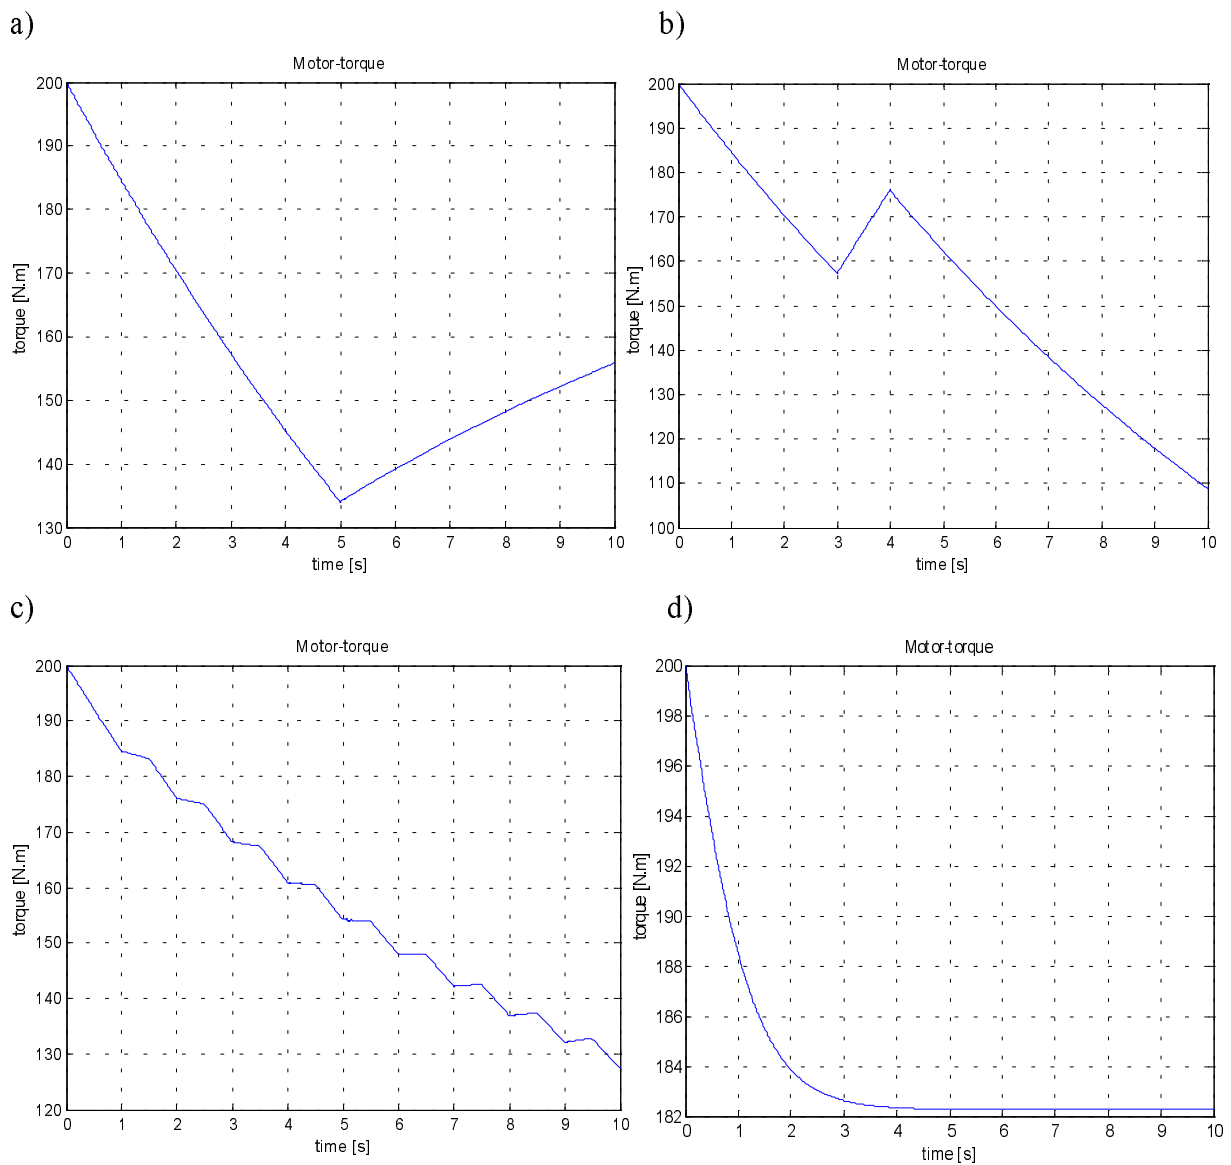 a)
Motor-torque
200
190
180
170
160
150
140
130
torque [N.m]
0 1 2 3 4 5 6 7 8 9 10
time [s]
b)
Motor-torque
200
190
180
170
160
150
140
130
120
110
100
torque [N.m]
0 1 2 3 4 5 6 7 8 9 10
time [s]
c)
Motor-torque
200
190
180
170
160
150
140
130
120
torque [N.m]
0 1 2 3 4 5 6 7 8 9 10
time [s]
d)
Motor-torque
200
198
196
194
192
190
188
186
184
182
torque [N.m]
0 1 2 3 4 5 6 7 8 9 10
time [s]